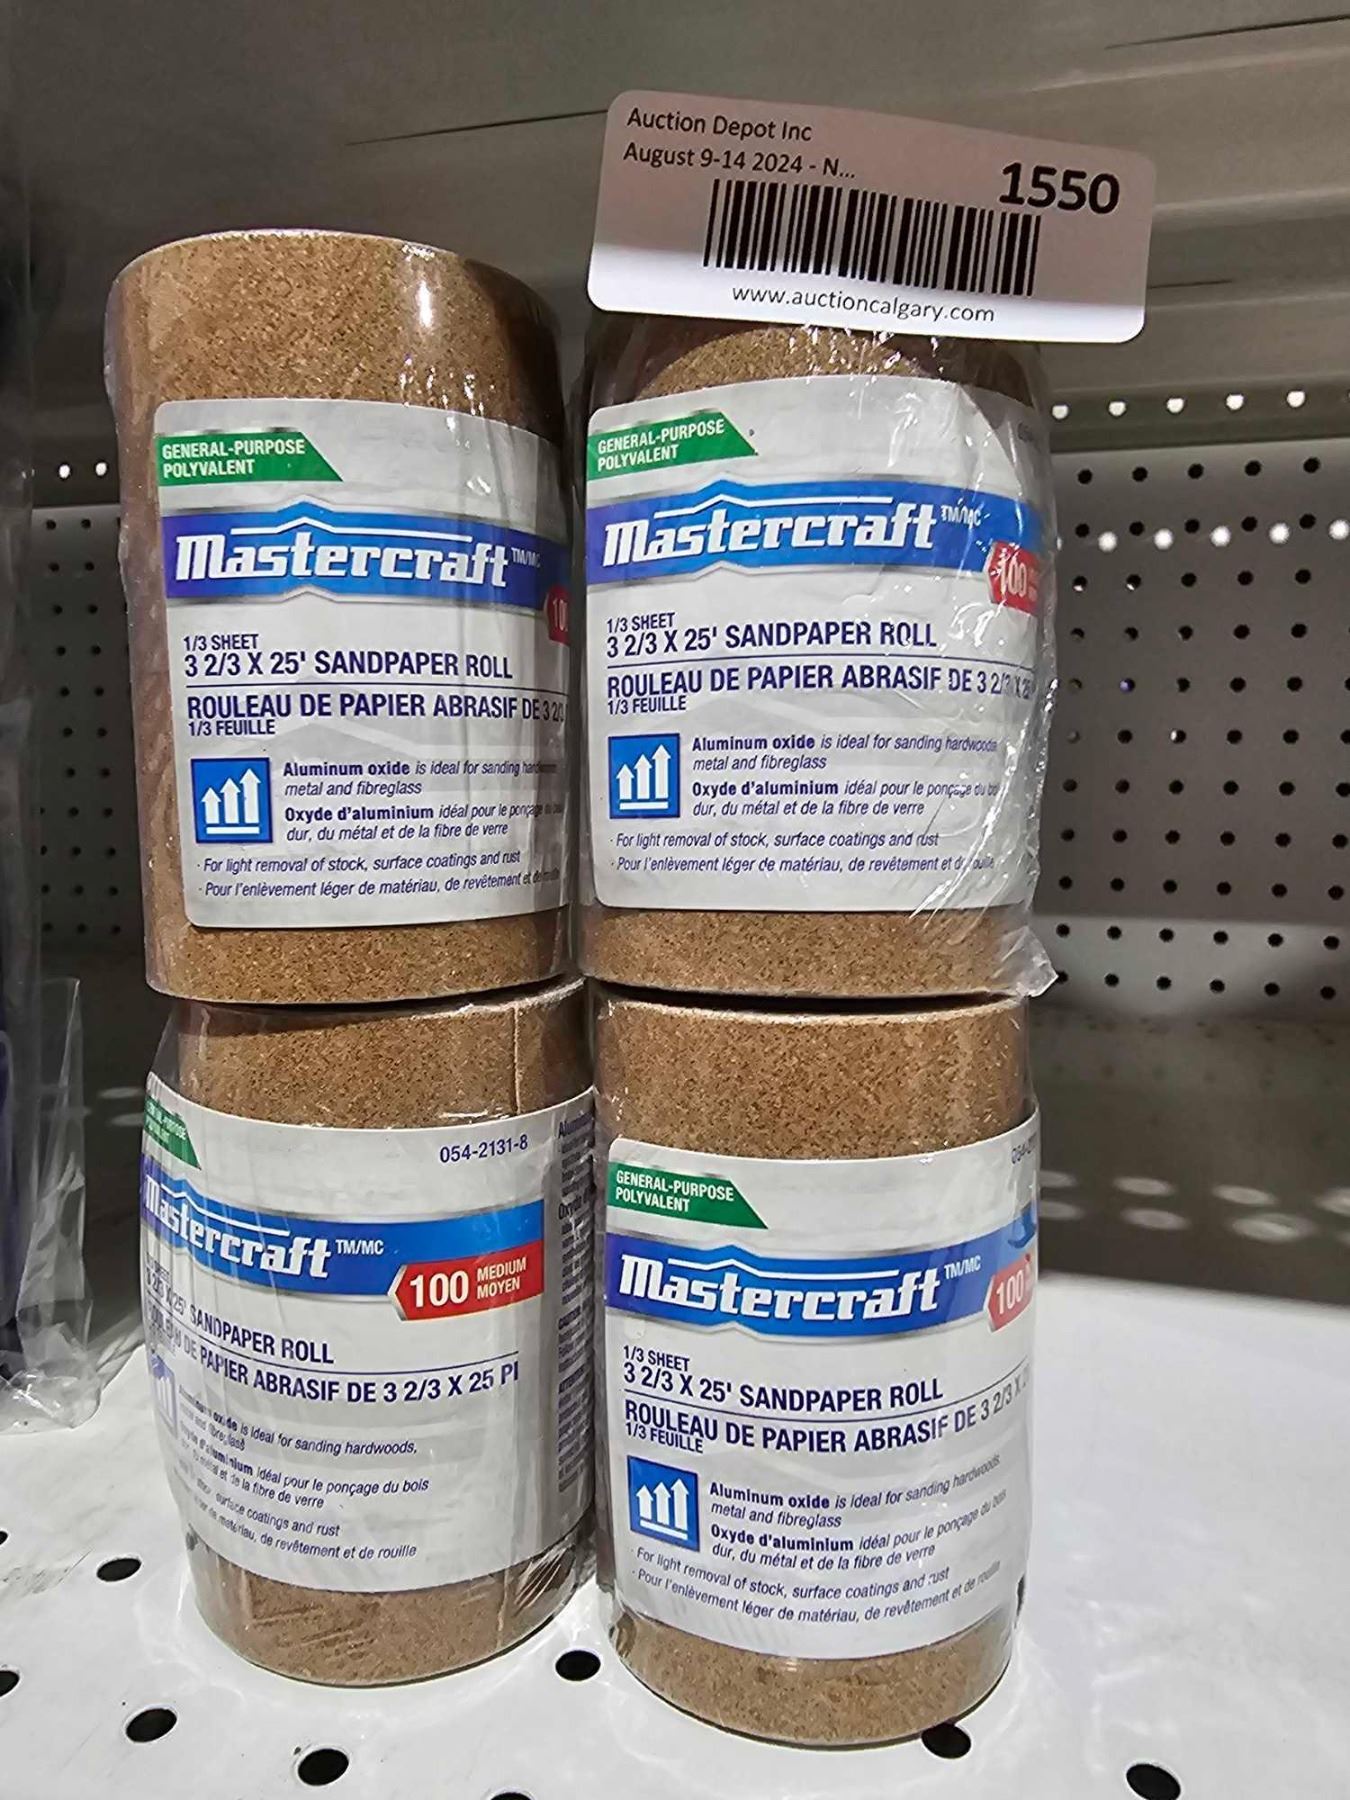 Auction Depot Inc
August 9-14 2024 - N...
1550
www.auctioncalgary.com
GENERAL-PURPOSE
POLYVALENT
Mastercraft TM/MC
1/3 SHEET
3 2/3 X 25' SANDPAPER ROLL
ROULEAU DE PAPIER ABRASIF DE 3 2/3
1/3 FEUILLE
Aluminum oxide is ideal for sanding hardwoods
metal and fibreglass
Oxyde d'aluminium idéal pour le ponçage du bois
dur, du métal et de la fibre de verre
· For light removal of stock, surface coatings and rust
· Pour l'enlèvement léger de matériau, de revêtement et de rouille
GENERAL-PURPOSE
POLYVALENT
Mastercraft TM/MC
100
1/3 SHEET
3 2/3 X 25' SANDPAPER ROLL
ROULEAU DE PAPIER ABRASIF DE 3 2/3 X 25
1/3 FEUILLE
Aluminum oxide is ideal for sanding hardwoods
metal and fibreglass
Oxyde d'aluminium idéal pour le ponçage du bois
dur, du métal et de la fibre de verre
· For light removal of stock, surface coatings and rust
· Pour l'enlèvement léger de matériau, de revêtement et de rouille
054-2131-8
Mastercraft TM/MC
100 MEDIUM
MOYEN
X 25' SANDPAPER ROLL
DE PAPIER ABRASIF DE 3 2/3 X 25 PI
oxide is ideal for sanding hardwoods,
and fibreglass
d'aluminium idéal pour le ponçage du bois
métal et de la fibre de verre
surface coatings and rust
de matériau, de revêtement et de rouille
GENERAL-PURPOSE
POLYVALENT
Mastercraft TM/MC
100
1/3 SHEET
3 2/3 X 25' SANDPAPER ROLL
ROULEAU DE PAPIER ABRASIF DE 3 2/3 X
1/3 FEUILLE
Aluminum oxide is ideal for sanding hardwoods
metal and fibreglass
Oxyde d'aluminium idéal pour le ponçage du bois
dur, du métal et de la fibre de verre
· For light removal of stock, surface coatings and rust
· Pour l'enlèvement léger de matériau, de revêtement et de rouille